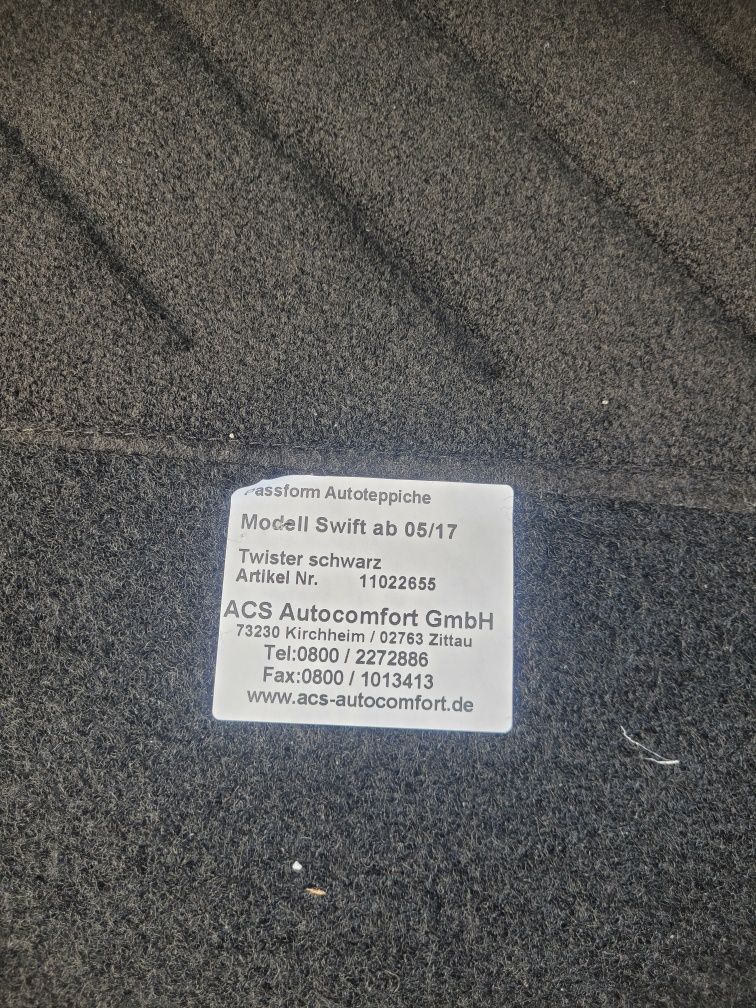 Passform Autoteppiche
Modell Swift ab 05/17
Twister schwarz
Artikel Nr. 11022655
ACS Autocomfort GmbH
73230 Kirchheim / 02763 Zittau
Tel:0800 / 2272886
Fax:0800 / 1013413
www.acs-autocomfort.de